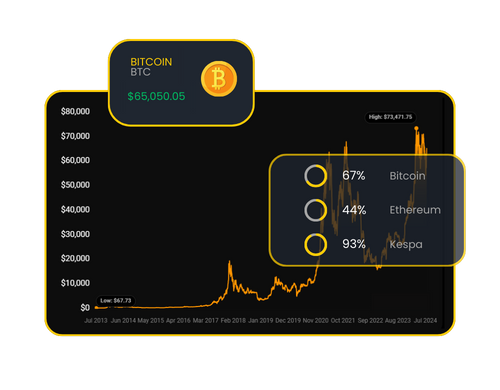 BITCOIN
BTC
$65,050.05
$80,000
High: $73,471.75
$70,000
$60,000
67% Bitcoin
$50,000
44% Ethereum
$40,000
$30,000
93% Kespa
$20,000
$10,000
Low: $67.73
$0
Jul 2013 Jun 2014 May 2015 Apr 2016 Mar 2017 Feb 2018 Jan 2019 Dec 2019 Nov 2020 Oct 2021 Sep 2022 Aug 2023 Jul 2024